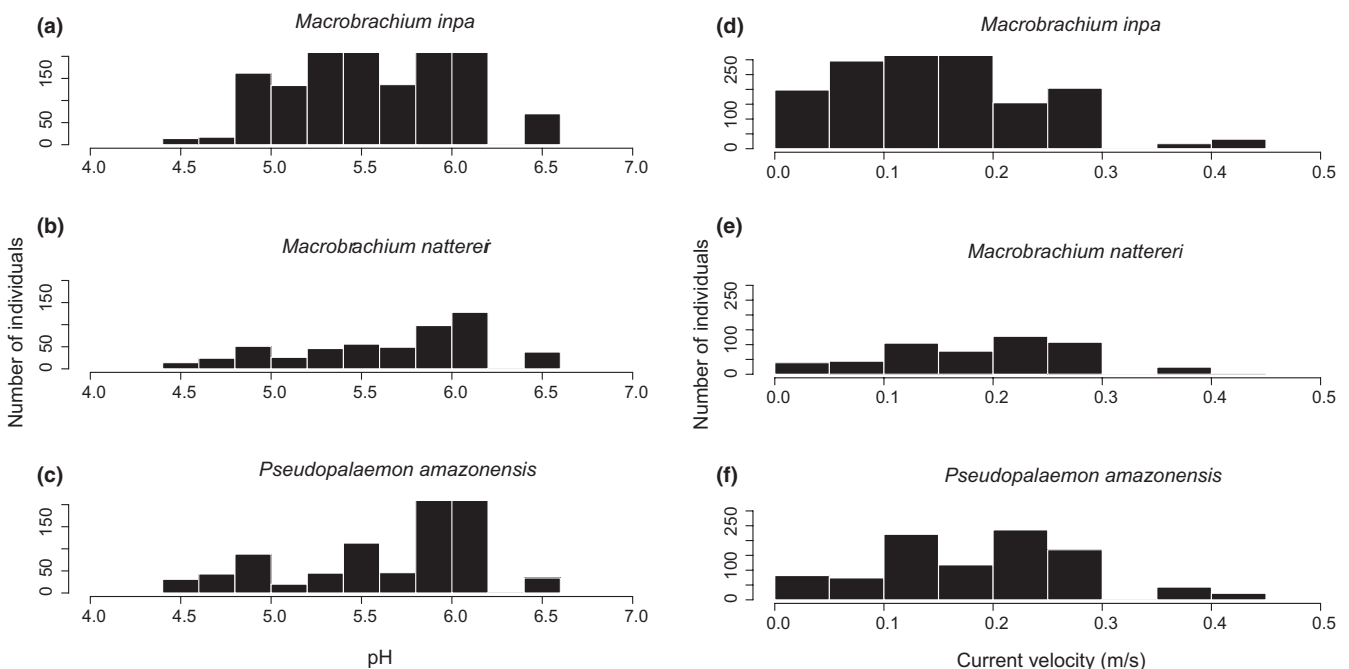 (a)
Macrobrachium inpa
150
50
0
4.0 4.5 5.0 5.5 6.0 6.5 7.0
(b)
Macrobrachium nattereri
150
50
0
4.0 4.5 5.0 5.5 6.0 6.5 7.0
Number of individuals
(c)
Pseudopalaemon amazonensis
150
50
0
4.0 4.5 5.0 5.5 6.0 6.5 7.0
pH
(d)
Macrobrachium inpa
250
100
0
0.0 0.1 0.2 0.3 0.4 0.5
(e)
Macrobrachium nattereri
250
100
0
0.0 0.1 0.2 0.3 0.4 0.5
Number of individuals
(f)
Pseudopalaemon amazonensis
250
100
0
0.0 0.1 0.2 0.3 0.4 0.5
Current velocity (m/s)